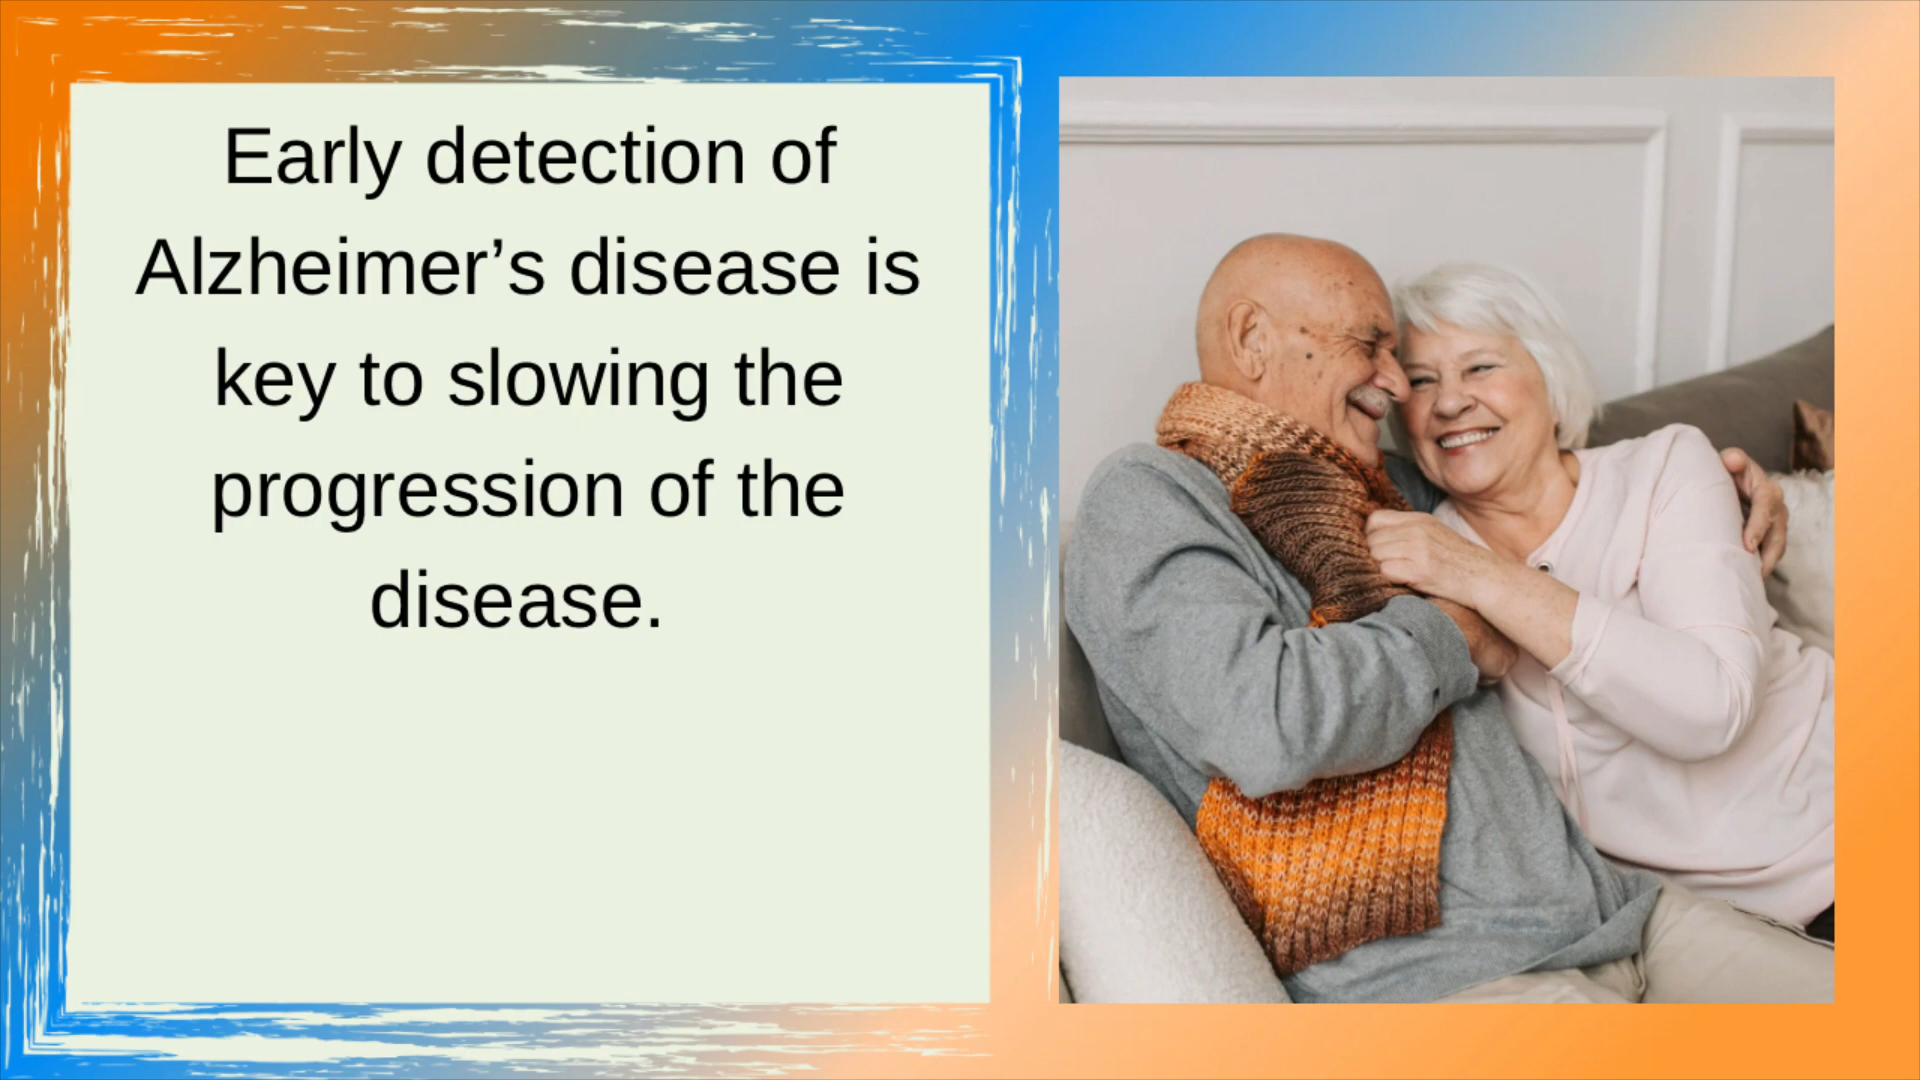 Early detection of
Alzheimer’s disease is
key to slowing the
progression of the
disease.